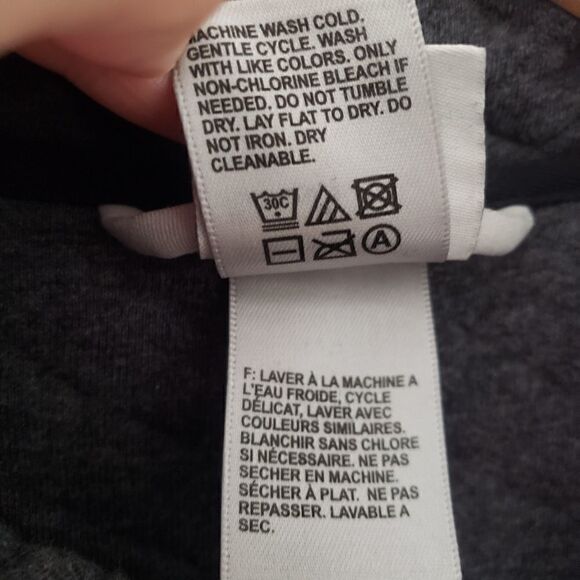 MACHINE WASH COLD.
GENTLE CYCLE. WASH
WITH LIKE COLORS. ONLY
NON-CHLORINE BLEACH IF
NEEDED. DO NOT TUMBLE
DRY. LAY FLAT TO DRY. DO
NOT IRON. DRY
CLEANABLE.
30C
A
F: LAVER À LA MACHINE A
L'EAU FROIDE, CYCLE
DÉLICAT, LAVER AVEC
COULEURS SIMILAIRES.
BLANCHIR SANS CHLORE
SI NÉCESSAIRE. NE PAS
SECHER EN MACHINE.
SÉCHER À PLAT. NE PAS
REPASSER. LAVABLE A
SEC.